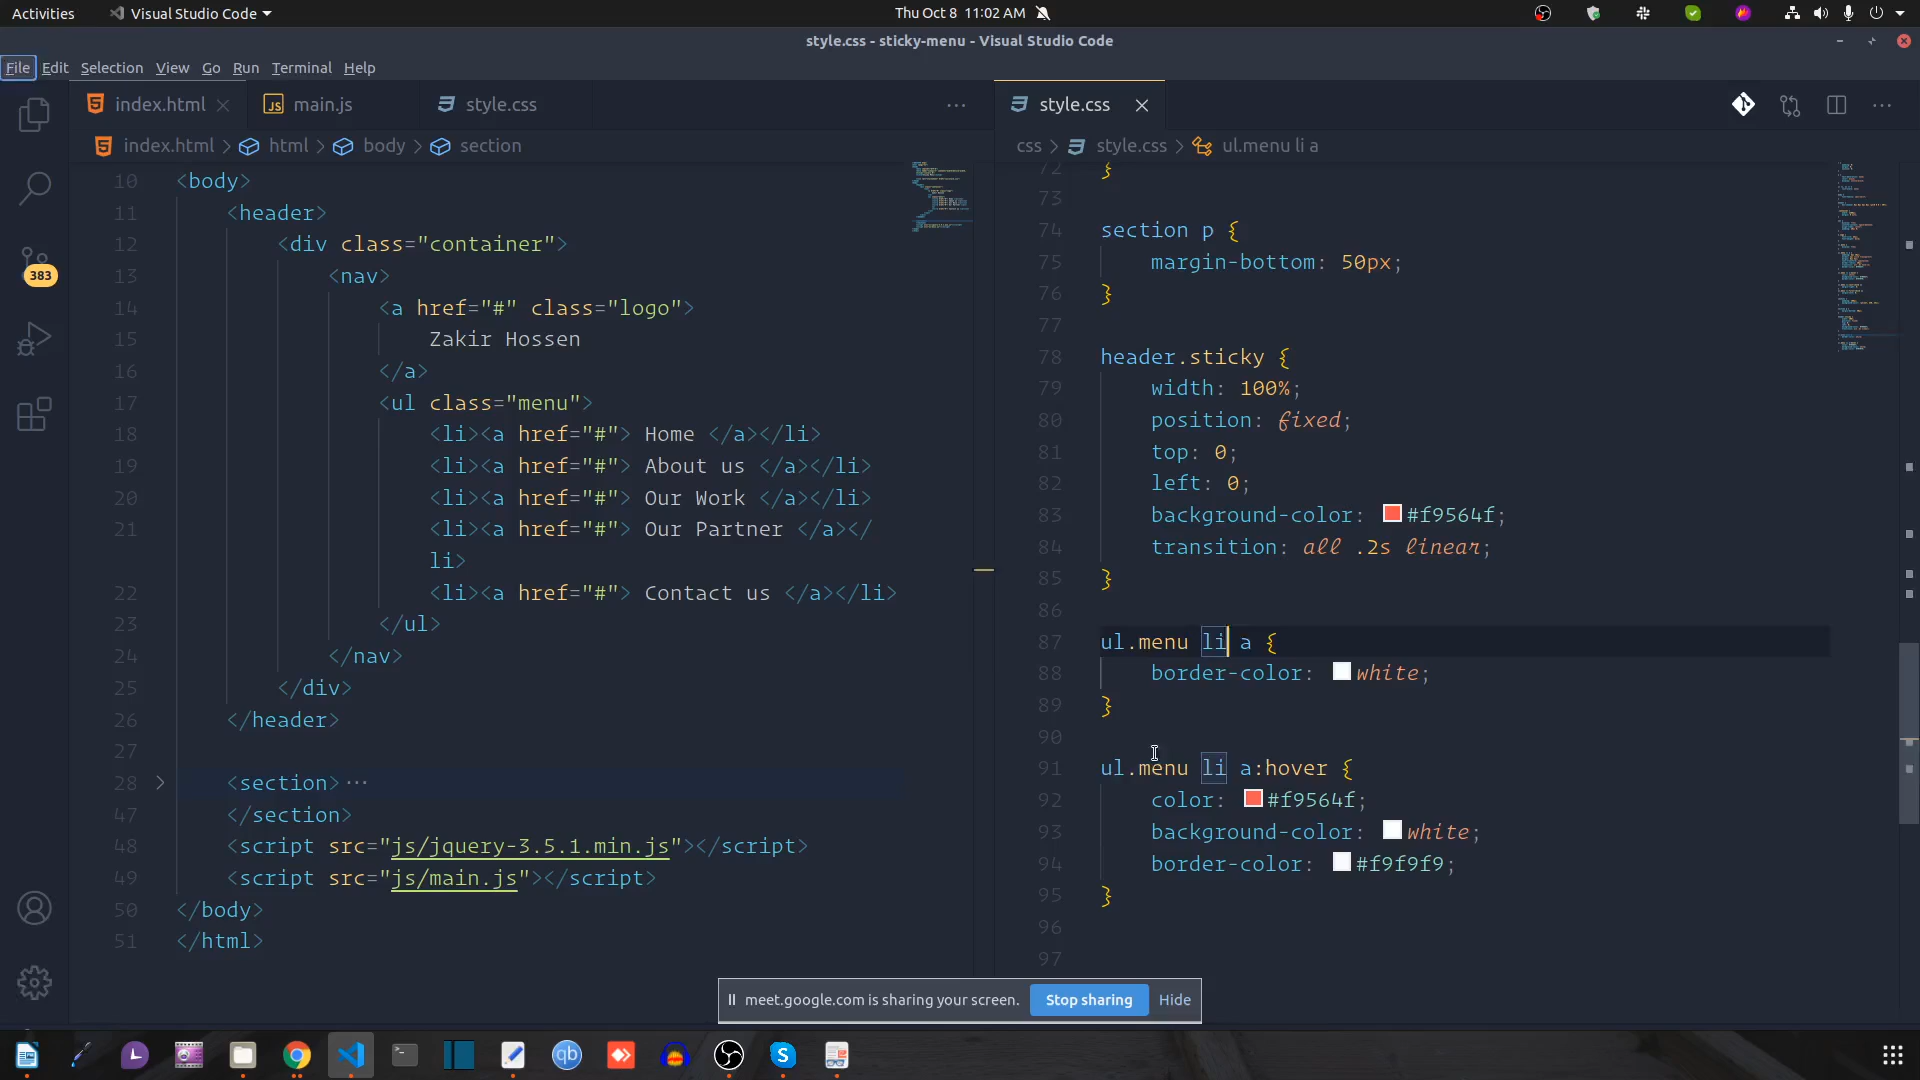 Activities
Visual Studio Code
Thu Oct 8 11:02 AM
style.css - sticky-menu - Visual Studio Code
File Edit Selection View Go Run Terminal Help
index.html
main.js
style.css
index.html > html > body > section
383
10 <body>
11 <header>
12 <div class="container">
13 <nav>
14 <a href="#" class="logo">
15 Zakir Hossen
16 </a>
17 <ul class="menu">
18 <li><a href="#"> Home </a></li>
19 <li><a href="#"> About us </a></li>
20 <li><a href="#"> Our Work </a></li>
21 <li><a href="#"> Our Partner </a></
li>
22 <li><a href="#"> Contact us </a></li>
23 </ul>
24 </nav>
25 </div>
26 </header>
27
28 <section>···
47 </section>
48 <script src="js/jquery-3.5.1.min.js"></script>
49 <script src="js/main.js"></script>
50 </body>
51 </html>
style.css
css > style.css > ul.menu li a
72 }
73
74 section p {
75 margin-bottom: 50px;
76 }
77
78 header.sticky {
79 width: 100%;
80 position: fixed;
81 top: 0;
82 left: 0;
83 background-color: #f9564f;
84 transition: all .2s linear;
85 }
86
87 ul.menu li a {
88 border-color: white;
89 }
90
91 ul.menu li a:hover {
92 color: #f9564f;
93 background-color: white;
94 border-color: #f9f9f9;
95 }
96
97
meet.google.com is sharing your screen. Stop sharing Hide
qb